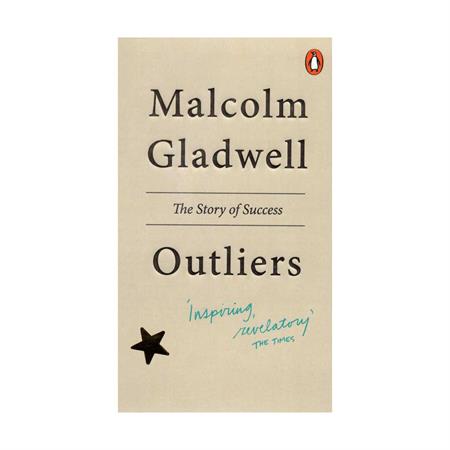 Malcolm
Gladwell
The Story of Success
Outliers
'Inspiring,
revelatory'
THE TIMES